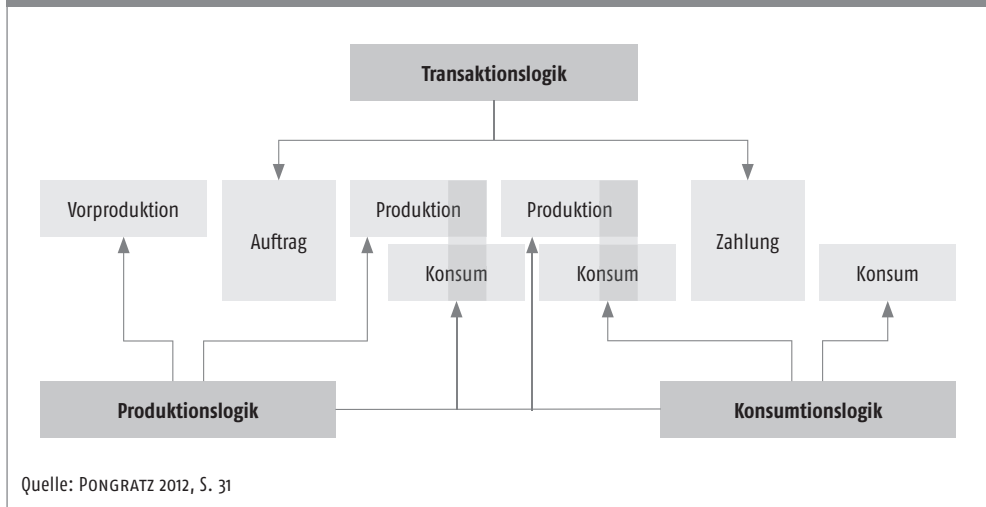 Transaktionslogik
Vorproduktion
Auftrag
Produktion
Konsum
Produktion
Konsum
Zahlung
Konsum
Produktionslogik
Konsumtionslogik
Quelle: PONGRATZ 2012, S. 31